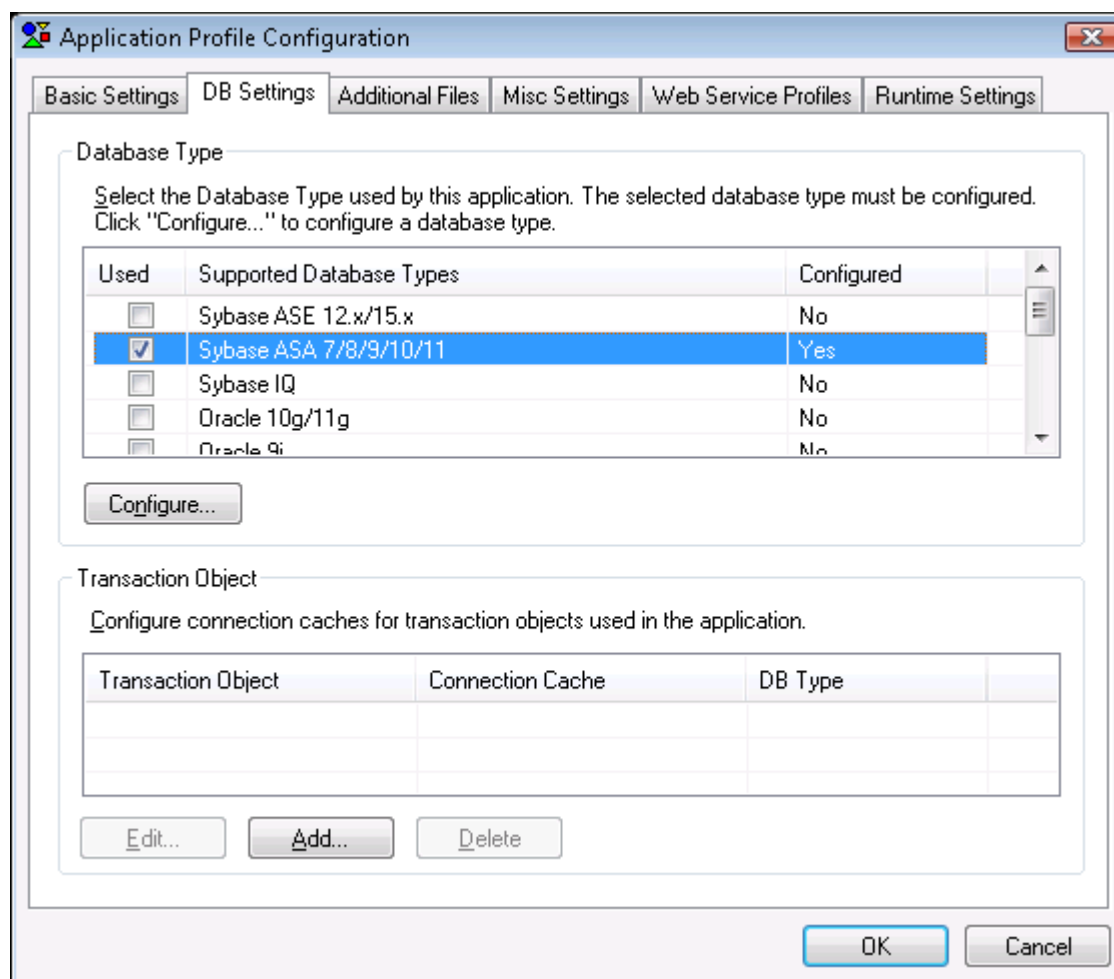 Application Profile Configuration
Basic Settings DB Settings Additional Files Misc Settings Web Service Profiles Runtime Settings
Database Type
Select the Database Type used by this application. The selected database type must be configured.
Click "Configure..." to configure a database type.
Used Supported Database Types Configured
Sybase ASE 12.x/15.x No
Sybase ASA 7/8/9/10/11 Yes
Sybase IQ No
Oracle 10g/11g No
Oracle 9i No
Configure...
Transaction Object
Configure connection caches for transaction objects used in the application.
Transaction Object Connection Cache DB Type
Edit... Add... Delete
OK Cancel